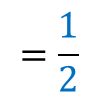 = 1/2